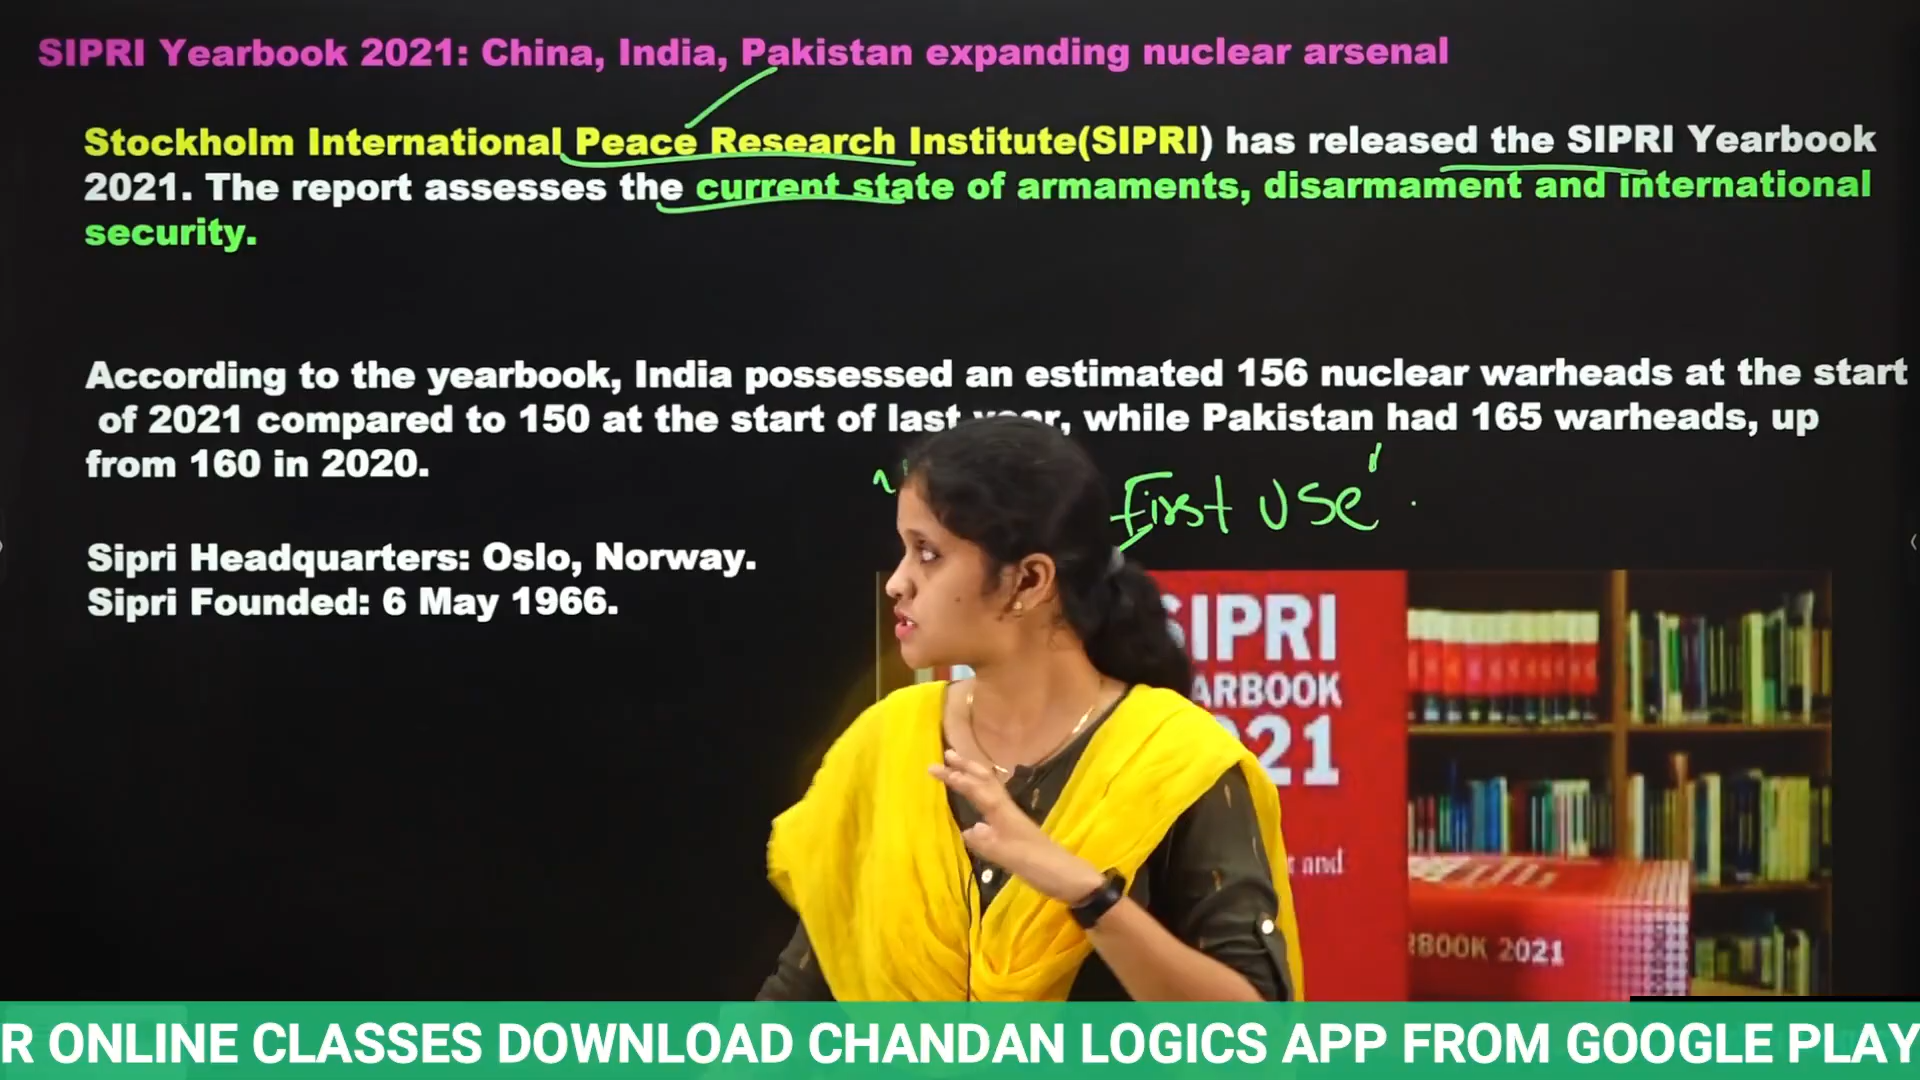 SIPRI Yearbook 2021: China, India, Pakistan expanding nuclear arsenal
Stockholm International Peace Research Institute(SIPRI) has released the SIPRI Yearbook
2021. The report assesses the current state of armaments, disarmament and international
security.
According to the yearbook, India possessed an estimated 156 nuclear warheads at the start
of 2021 compared to 150 at the start of last year, while Pakistan had 165 warheads, up
from 160 in 2020.
First use'
Sipri Headquarters: Oslo, Norway.
Sipri Founded: 6 May 1966.
SIPRI
ARBOOK
21
and
RBOOK 2021
R ONLINE CLASSES DOWNLOAD CHANDAN LOGICS APP FROM GOOGLE PLAY